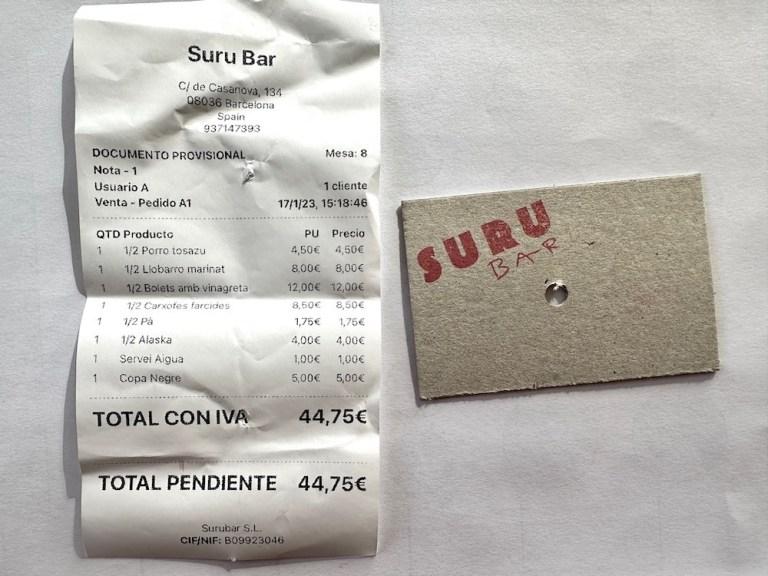 Suru Bar
C/ de Casanova, 134
08036 Barcelona
Spain
937147393
DOCUMENTO PROVISIONAL Mesa: 8
Nota - 1
Usuario A 1 cliente
Venta - Pedido A1 17/1/23, 15:18:46
QTD Producto PU Precio
1 1/2 Porro tosazu 4,50€ 4,50€
1 1/2 Llobarro marinat 8,00€ 8,00€
1 1/2 Bolets amb vinagreta 12,00€ 12,00€
1 1/2 Carxofes farcides 8,50€ 8,50€
1 1/2 Pà 1,75€ 1,75€
1 1/2 Alaska 4,00€ 4,00€
1 Servei Aigua 1,00€ 1,00€
1 Copa Negre 5,00€ 5,00€
TOTAL CON IVA 44,75€
TOTAL PENDIENTE 44,75€
Surubar S.L.
CIF/NIF: B09923046
SURU
BAR